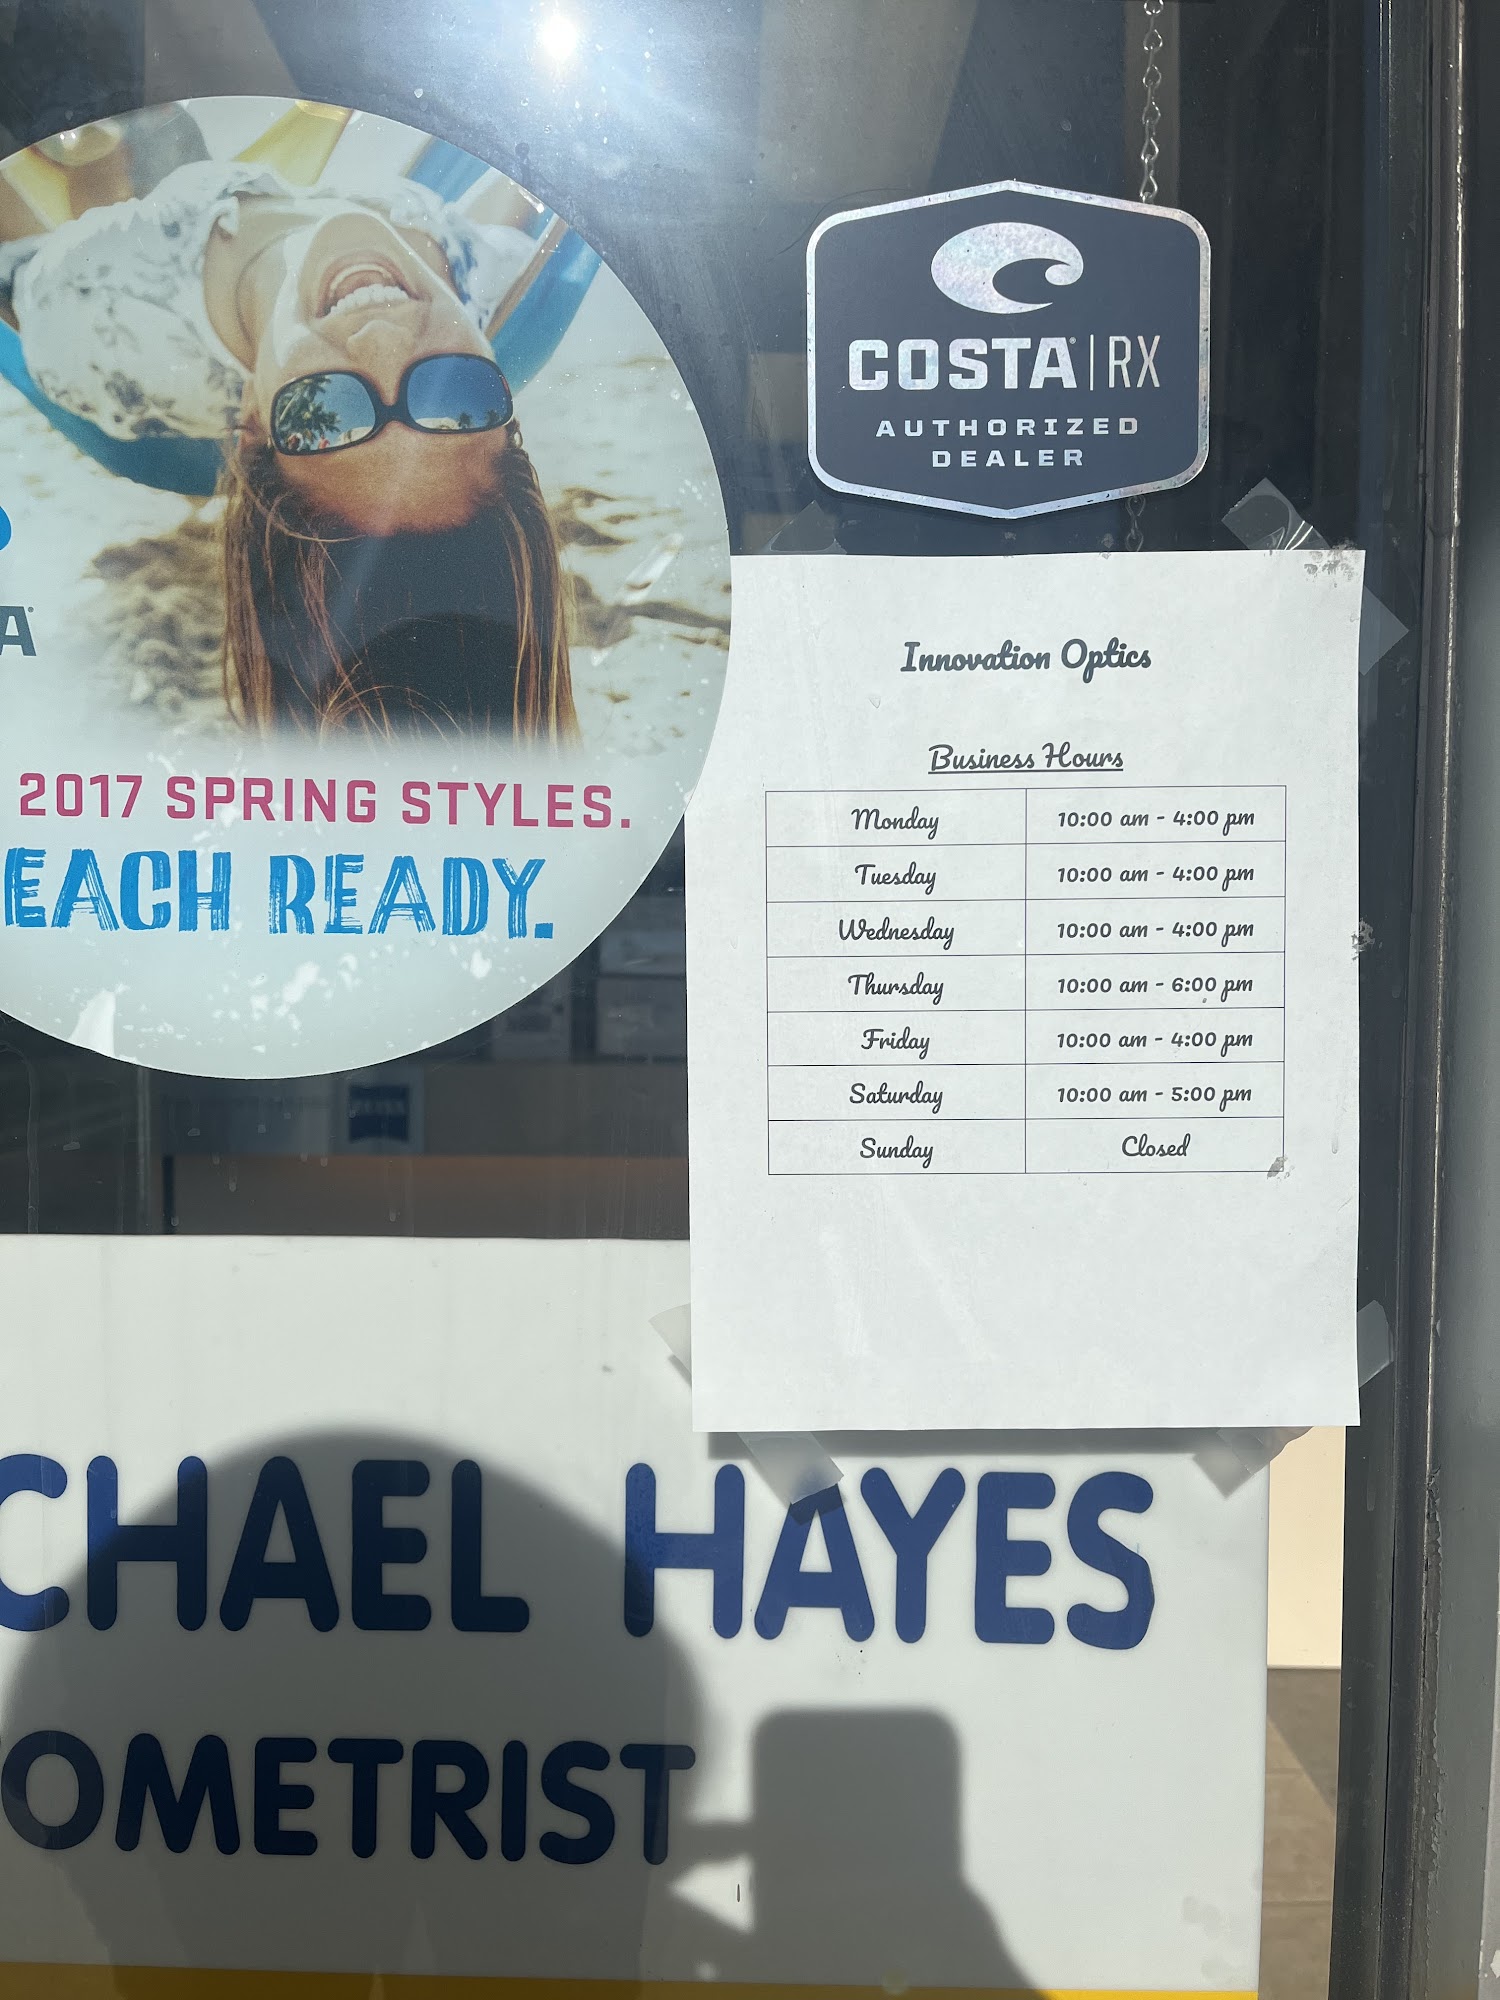 COSTA® | RX
AUTHORIZED
DEALER
A®
2017 SPRING STYLES.
EACH READY.
Innovation Optics
Business Hours
Monday 10:00 am - 4:00 pm
Tuesday 10:00 am - 4:00 pm
Wednesday 10:00 am - 4:00 pm
Thursday 10:00 am - 6:00 pm
Friday 10:00 am - 4:00 pm
Saturday 10:00 am - 5:00 pm
Sunday Closed
CHAEL HAYES
OMETRIST